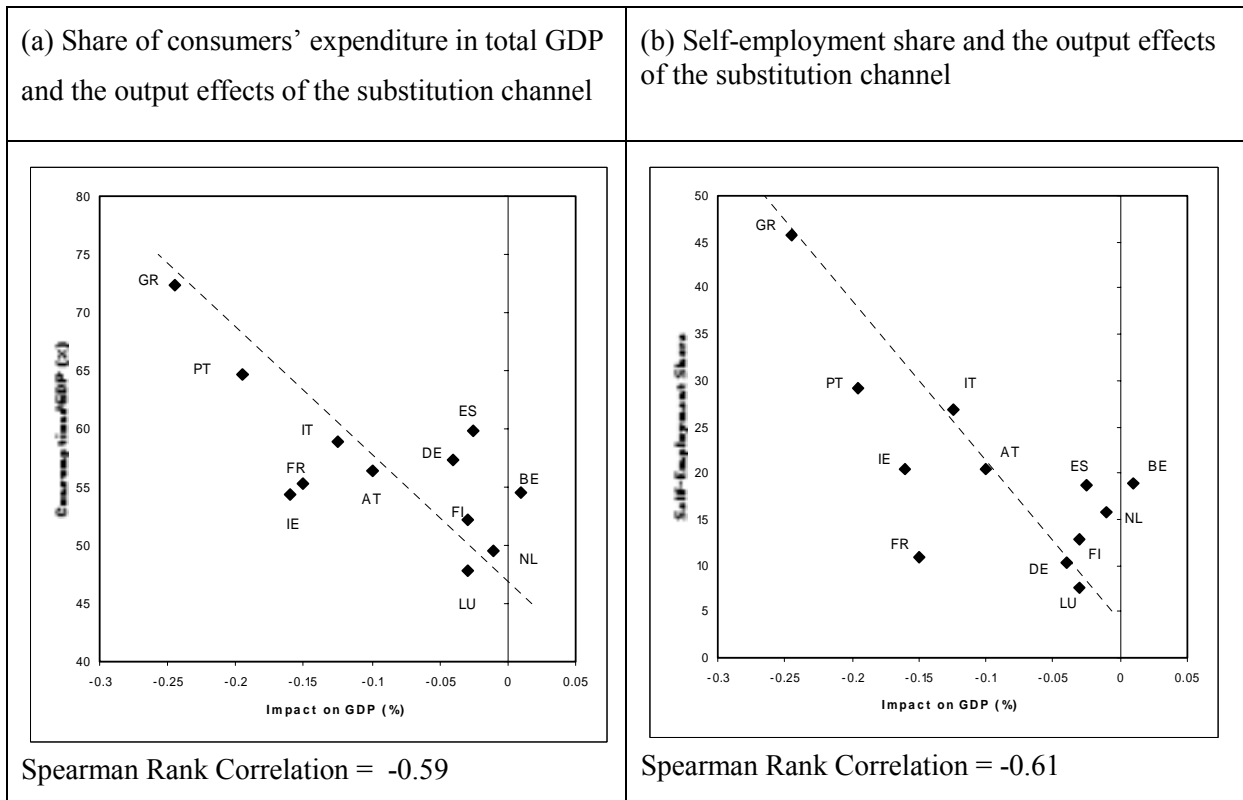 (a) Share of consumers' expenditure in total GDP
and the output effects of the substitution channel
(b) Self-employment share and the output effects
of the substitution channel
80
75
70
65
60
55
50
45
40
Consumption/GDP (%)
GR
PT
IT
ES
DE
FR
IE
AT
BE
FI
NL
LU
-0.3
-0.25
-0.2
-0.15
-0.1
-0.05
0
0.05
Impact on GDP (%)
Spearman Rank Correlation = -0.59
50
45
40
35
30
25
20
15
10
5
0
Self-Employment Share
GR
PT
IT
IE
AT
ES
BE
NL
FR
FI
DE
LU
-0.3
-0.25
-0.2
-0.15
-0.1
-0.05
0
0.05
Impact on GDP (%)
Spearman Rank Correlation = -0.61